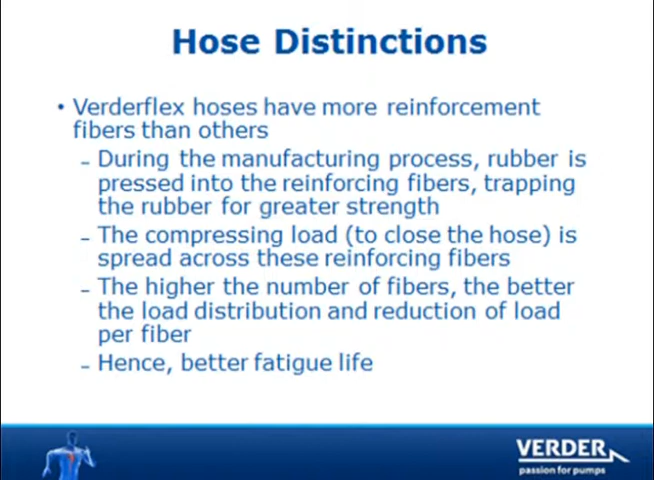 Hose Distinctions
• Verderflex hoses have more reinforcement
fibers than others
– During the manufacturing process, rubber is
pressed into the reinforcing fibers, trapping
the rubber for greater strength
– The compressing load (to close the hose) is
spread across these reinforcing fibers
– The higher the number of fibers, the better
the load distribution and reduction of load
per fiber
– Hence, better fatigue life
VERDER
passion for pumps